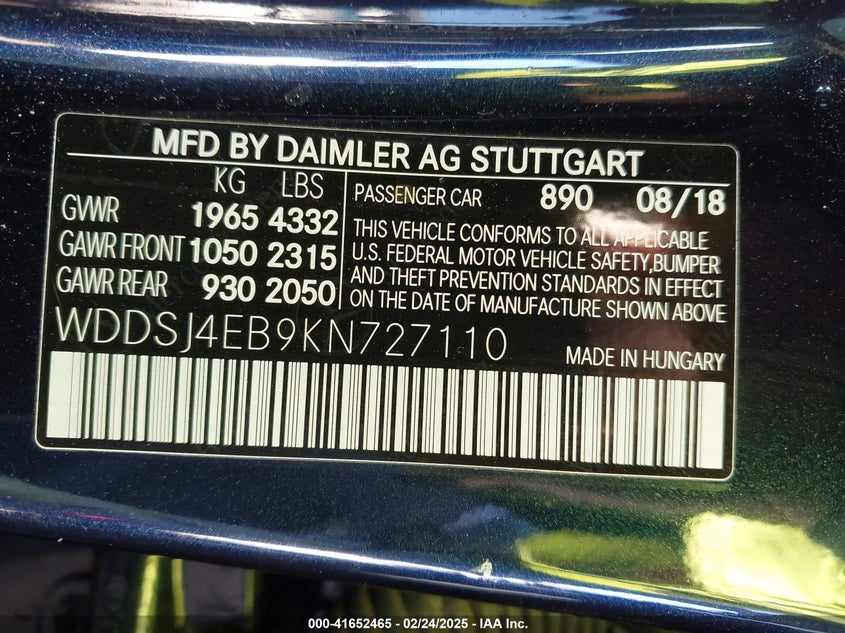 MFD BY DAIMLER AG STUTTGART
KG LBS
GVWR 1965 4332
GAWR FRONT 1050 2315
GAWR REAR 930 2050
PASSENGER CAR 890 08/18
THIS VEHICLE CONFORMS TO ALL APPLICABLE
U.S. FEDERAL MOTOR VEHICLE SAFETY,BUMPER
AND THEFT PREVENTION STANDARDS IN EFFECT
ON THE DATE OF MANUFACTURE SHOWN ABOVE
WDDSJ4EB9KN727110
MADE IN HUNGARY
000-41652465 - 02/24/2025 - IAA Inc.